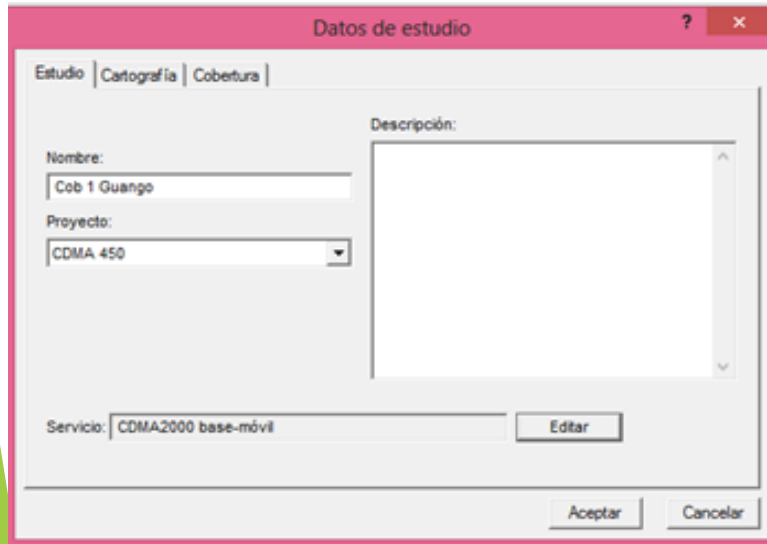 Datos de estudio ? ×
Estudio Cartografía Cobertura
Descripción:
Nombre:
Cob 1 Guango
Proyecto:
CDMA 450
Servicio: CDMA2000 base-móvil Editar
Aceptar Cancelar